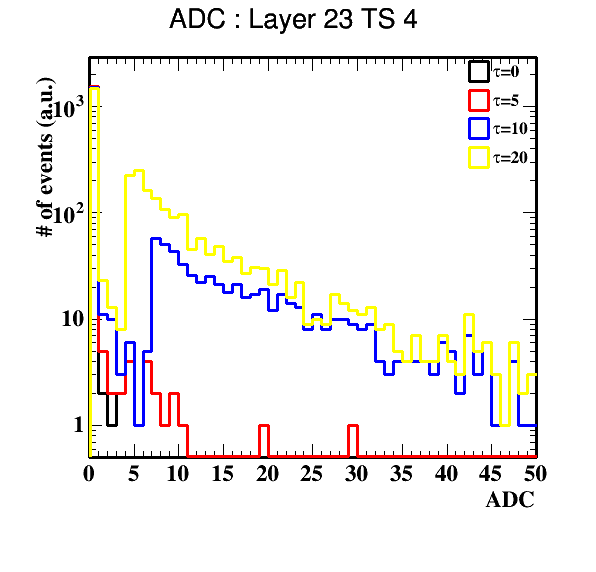 ADC : Layer 23 TS 4
# of events (a.u.)
10³
10²
10
1
τ=0
τ=5
τ=10
τ=20
0 5 10 15 20 25 30 35 40 45 50
ADC